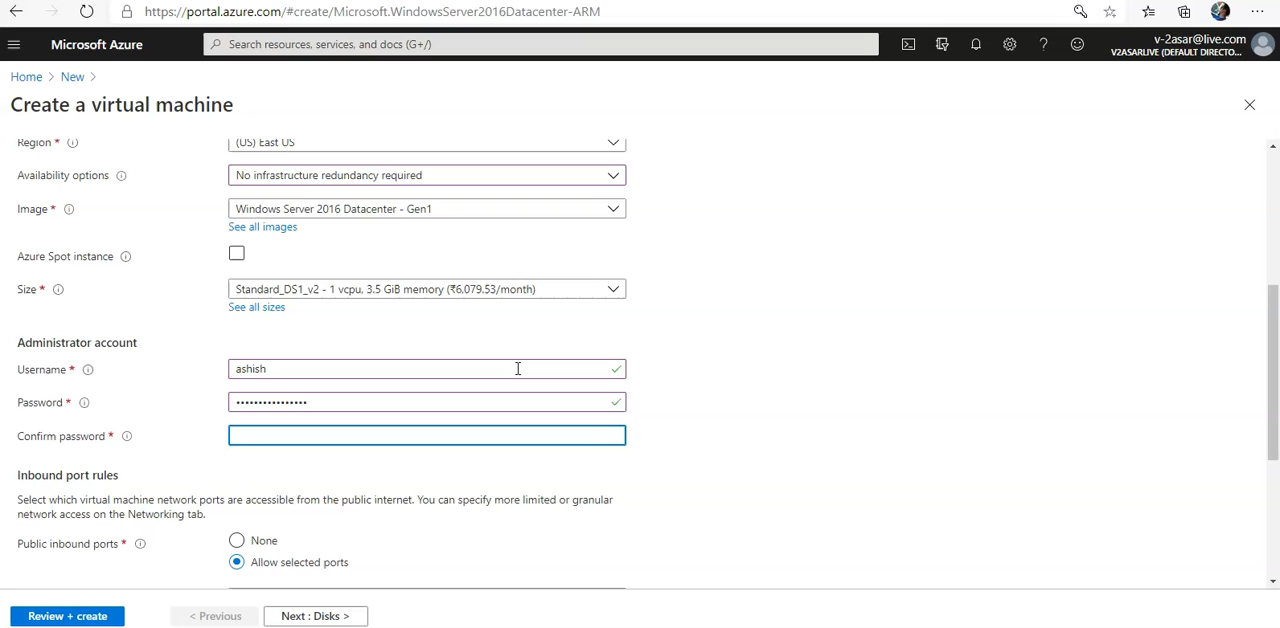 https://portal.azure.com/#create/Microsoft.WindowsServer2016Datacenter-ARM
Microsoft Azure
Search resources, services, and docs (G+/)
v-2asar@live.com
V2ASARLIVE (DEFAULT DIRECTO...
Home > New >
Create a virtual machine
Region *
(US) East US
Availability options
No infrastructure redundancy required
Image *
Windows Server 2016 Datacenter - Gen1
See all images
Azure Spot instance
Size *
Standard_DS1_v2 - 1 vcpu, 3.5 GiB memory (₹6,079.53/month)
See all sizes
Administrator account
Username *
ashish
Password *
••••••••••••••••
Confirm password *
Inbound port rules
Select which virtual machine network ports are accessible from the public internet. You can specify more limited or granular
network access on the Networking tab.
Public inbound ports *
None
Allow selected ports
Review + create
< Previous
Next : Disks >